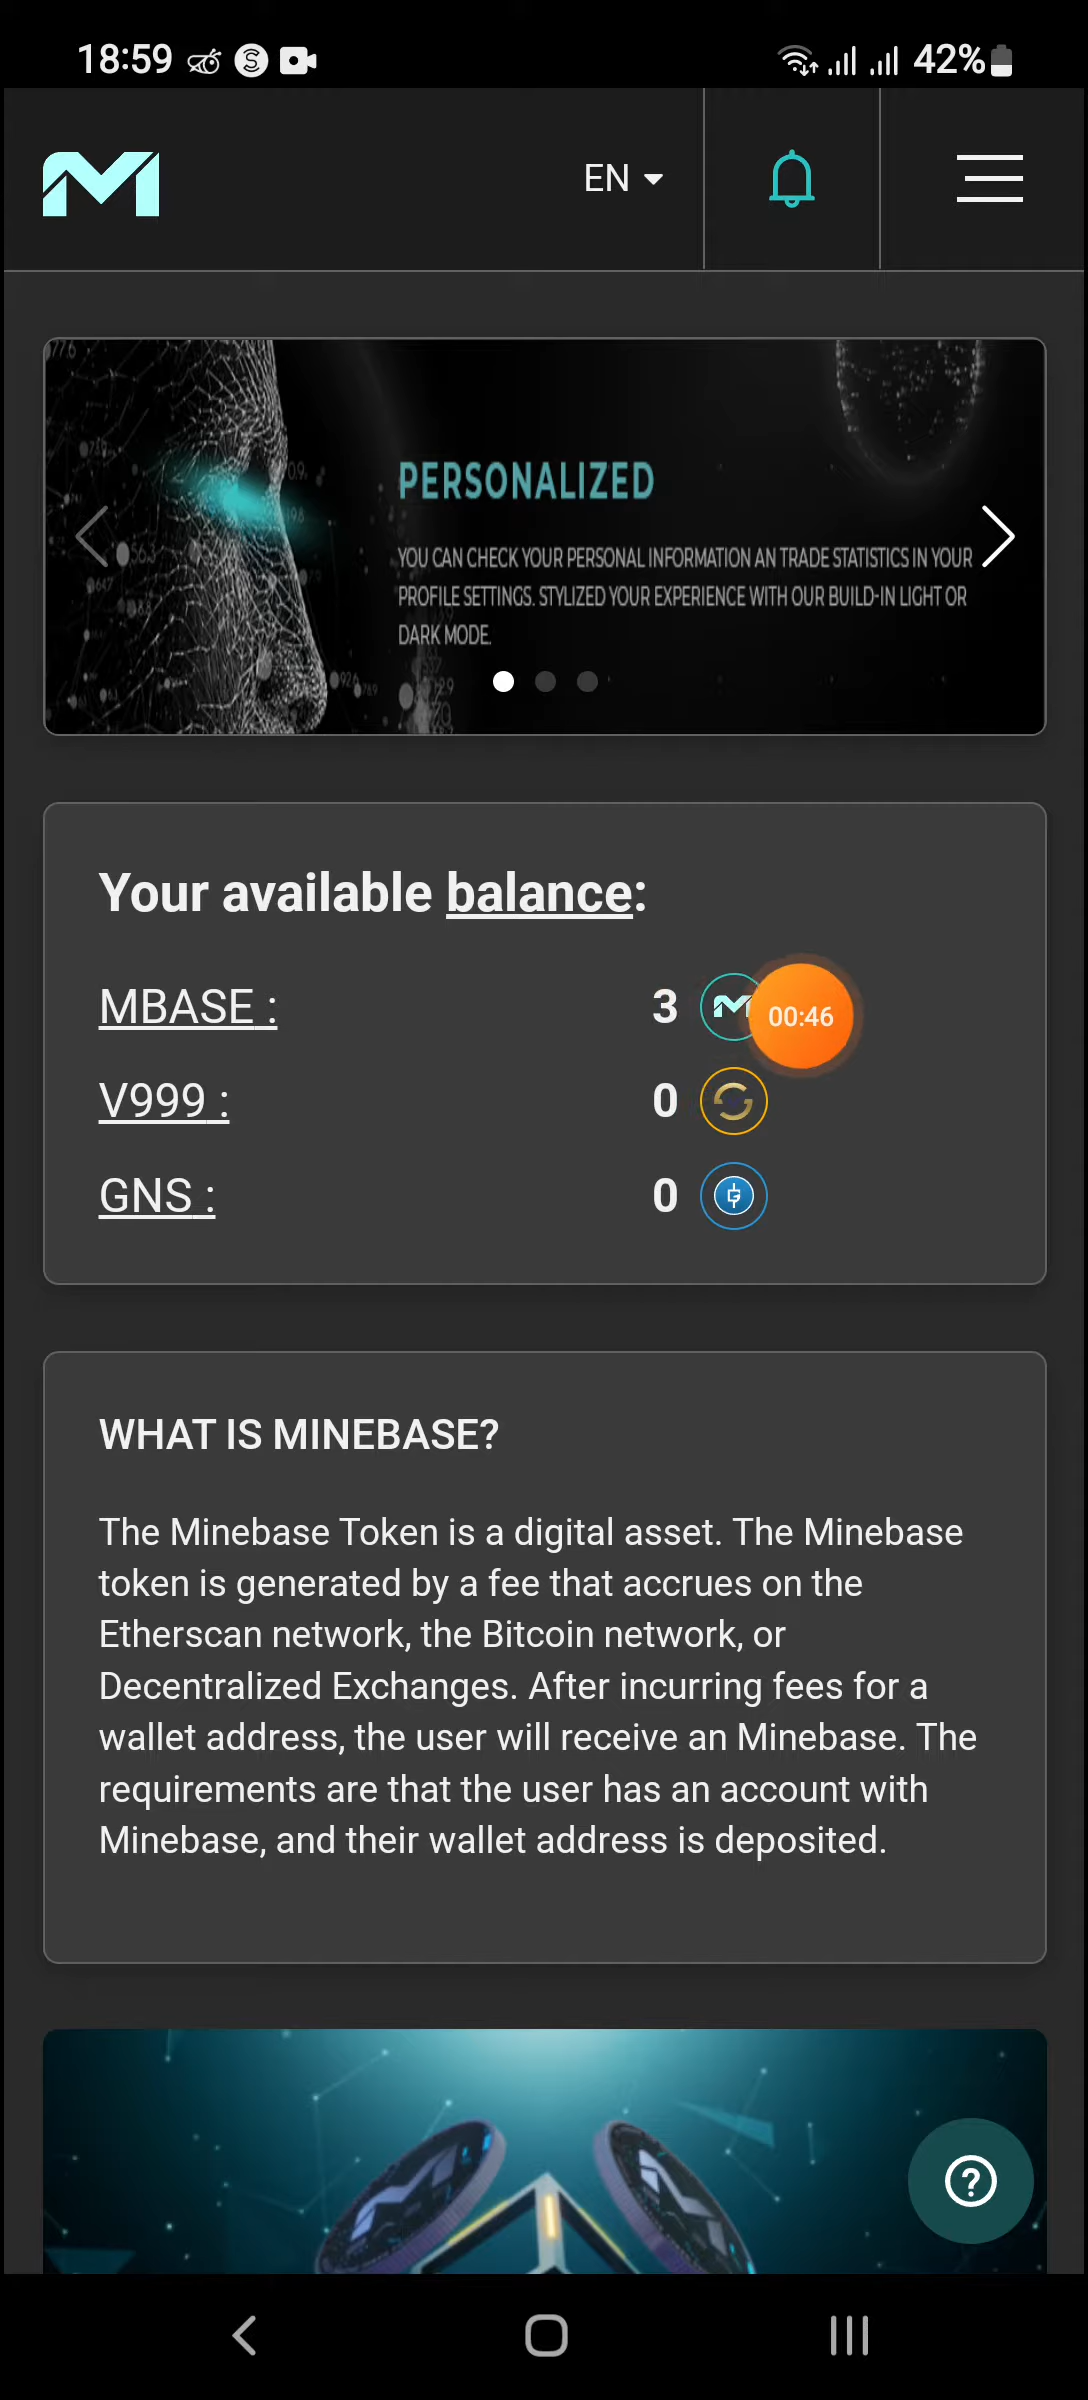 18:59
42%
EN
PERSONALIZED
YOU CAN CHECK YOUR PERSONAL INFORMATION AN TRADE STATISTICS IN YOUR
PROFILE SETTINGS. STYLIZED YOUR EXPERIENCE WITH OUR BUILD-IN LIGHT OR
DARK MODE.
Your available balance:
MBASE : 3
00:46
V999 : 0
GNS : 0
WHAT IS MINEBASE?
The Minebase Token is a digital asset. The Minebase
token is generated by a fee that accrues on the
Etherscan network, the Bitcoin network, or
Decentralized Exchanges. After incurring fees for a
wallet address, the user will receive an Minebase. The
requirements are that the user has an account with
Minebase, and their wallet address is deposited.